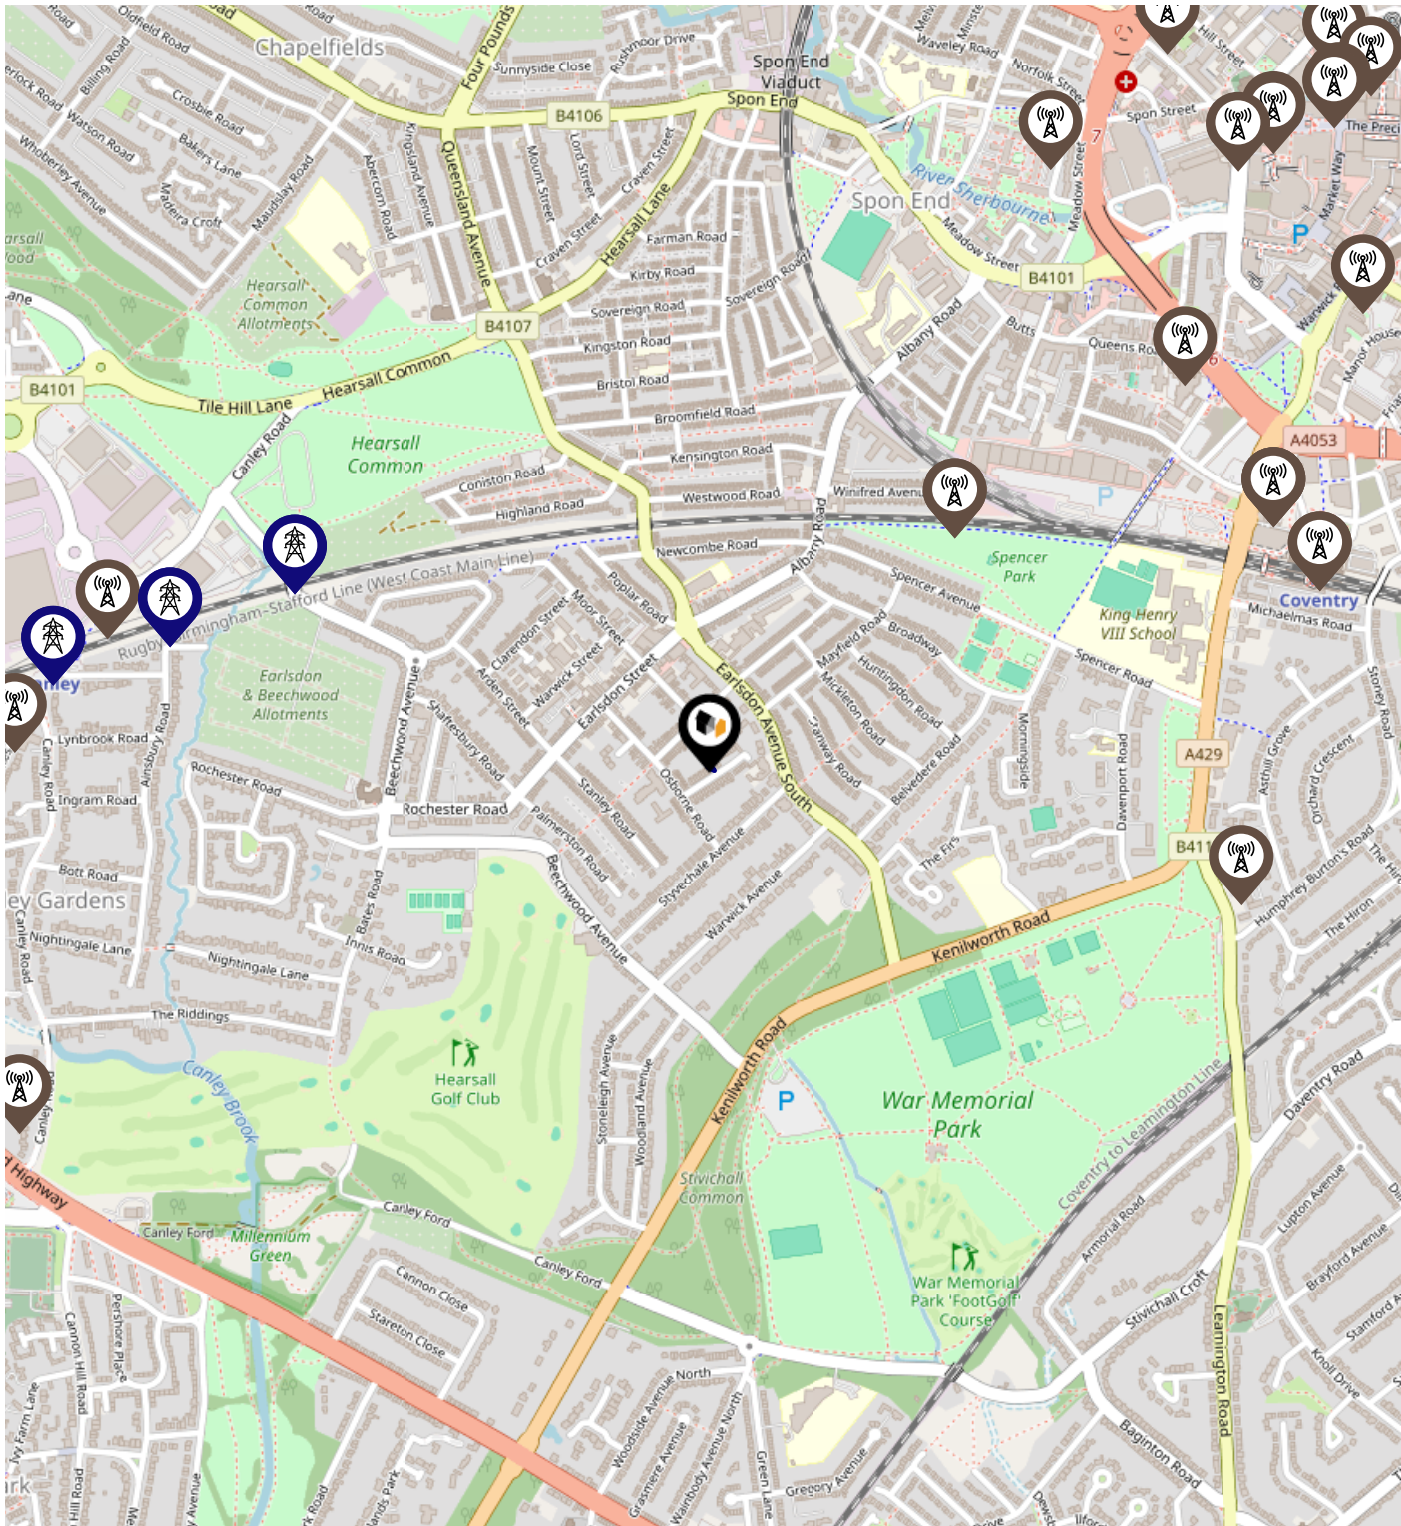 Oldfield Road
Road
Four Pounds
Rushmoor Drive
Chapelfields
Billing Road
Sunnyside Close
Spon End
Viaduct
Waveley Road
Hill Street
Norfolk Street
Crosbie Road
Watson Road
B4106
Spon End
Spon Street
The Preci
7
Bakers Lane
Whoberley Avenue
Maudslay Road
Madeira Croft
Abercorn Road
Queensland Avenue
Mount Street
Lord Street
Craven Street
Craven Street
Hearsall Lane
River Sherbourne
Spon End
Meadow Street
Meadow Street
Market Way
P
Farman Road
Kirby Road
Sovereign Road
Sovereign Road
B4101
Hearsall
Common
Allotments
B4107
Kingston Road
Bristol Road
Albany Road
Butts
Queens Ro
6
Manor House
Hearsall Common
B4101
Tile Hill Lane
Canley Road
Hearsall
Common
Broomfield Road
Kensington Road
A4053
Coniston Road
Highland Road
Westwood Road
Winifred Avenu
P
Albany Road
Newcombe Road
Spencer
Park
Rugby-Birmingham-Stafford Line (West Coast Main Line)
Poplar Road
Moor Street
Clarendon Street
Warwick Street
Arden Street
Earlsdon Street
Spencer Avenue
Broadway
Mayfield Road
Huntingdon Road
Mickleton Road
King Henry
VIII School
Coventry
Michaelmas Road
Spencer Road
Stoney Road
Earlsdon
& Beechwood
Allotments
Beechwood Avenue
Shaftesbury Road
Earlsdon Avenue South
Canley Road
Lynbrook Road
Ainsbury Road
Ingram Road
Rochester Road
Rochester Road
Stanley Road
Osborne Road
Palmerston Road
Stanway Road
Belvedere Road
Morningside
Davenport Road
A429
Asthill Grove
Orchard Crescent
Styvechale Avenue
Warwick Avenue
The Firs
Humphrey Burton's Road
The Hiron
Bott Road
ley Gardens
Bates Road
Innis Road
Nightingale Lane
Nightingale Lane
Canley Road
Beechwood Avenue
Kenilworth Road
The Riddings
Kenilworth Road
Canley Brook
Hearsall
Golf Club
Stoneleigh Avenue
Woodland Avenue
P
War Memorial
Park
Coventry to Leamington Line
Daventry Road
d Highway
Stivichall
Common
Canley Ford
Canley Ford
Canley Ford
Millennium
Green
Armorial Road
Lupton Avenue
Brayford Avenue
War Memorial
Park 'FootGolf'
Course
Cannon Close
Stareton Close
Cannon Hill Road
Pershore Place
Stivichall Croft
Leamington Road
Knoll Drive
Ivy Farm Lane
Woodside Avenue North
Grasmere Avenue
Wainbody Avenue North
Green Lane
Gregory Avenue
Baginton Road